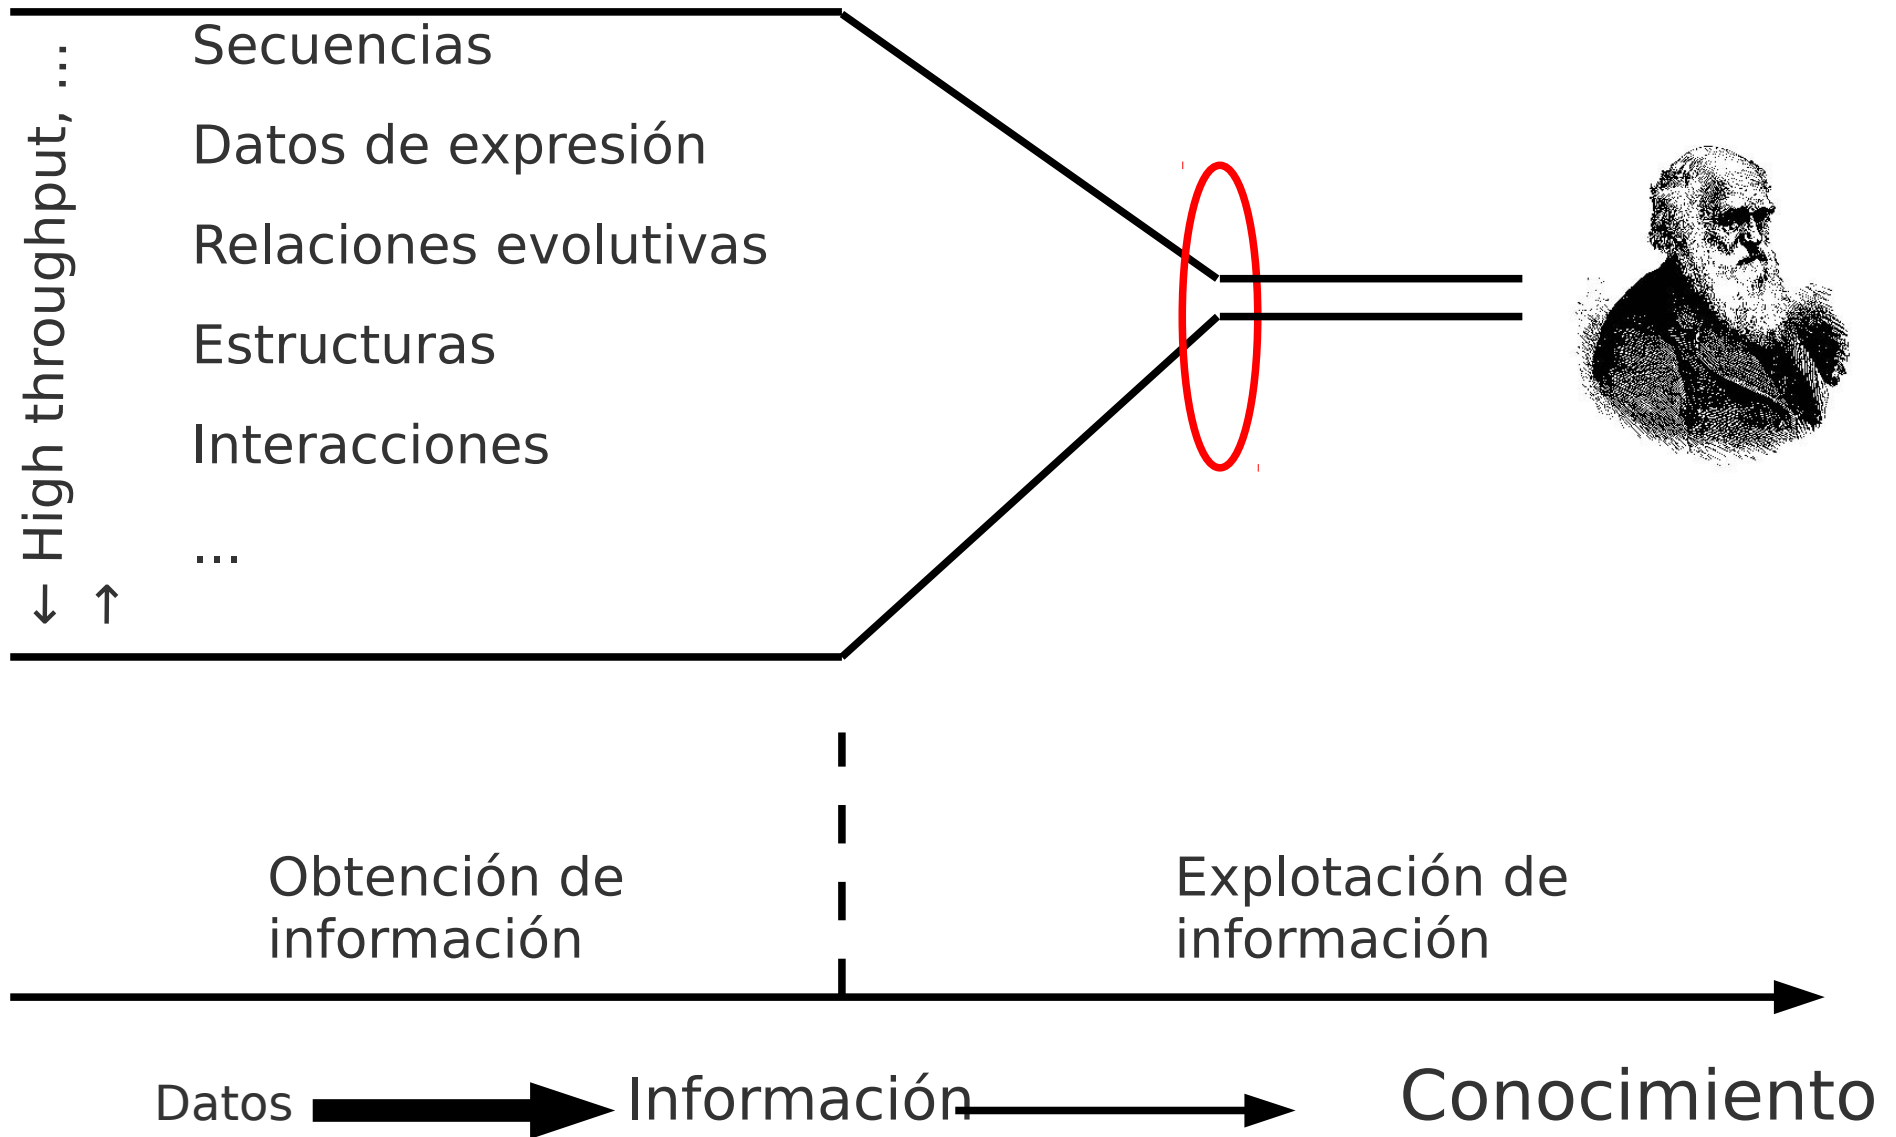 High throughput, ...
Secuencias
Datos de expresión
Relaciones evolutivas
Estructuras
Interacciones
...
↓ ↑
Obtención de
información
Explotación de
información
Datos
Información
Conocimiento